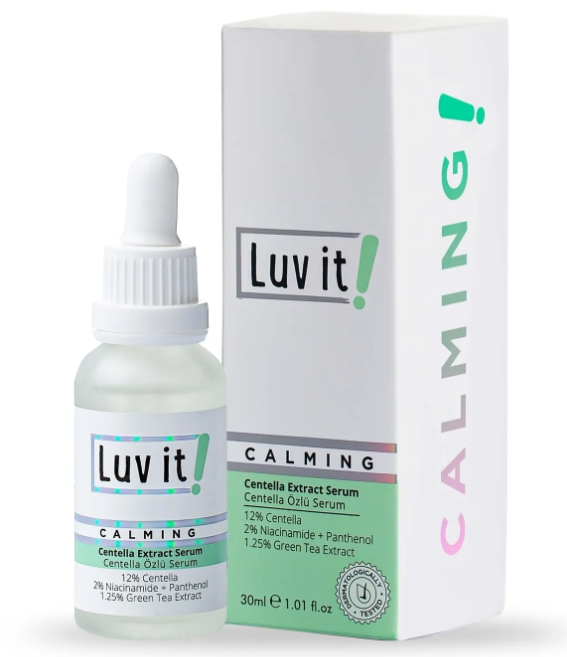 Luv it!
CALMING
Centella Extract Serum
Centella Özlü Serum
12% Centella
2% Niacinamide + Panthenol
1.25% Green Tea Extract
Luv it!
CALMING
Centella Extract Serum
Centella Özlü Serum
12% Centella
2% Niacinamide + Panthenol
1.25% Green Tea Extract
30ml e 1.01 fl.oz
DERMATOLOGICALLY
TESTED
CALMING!